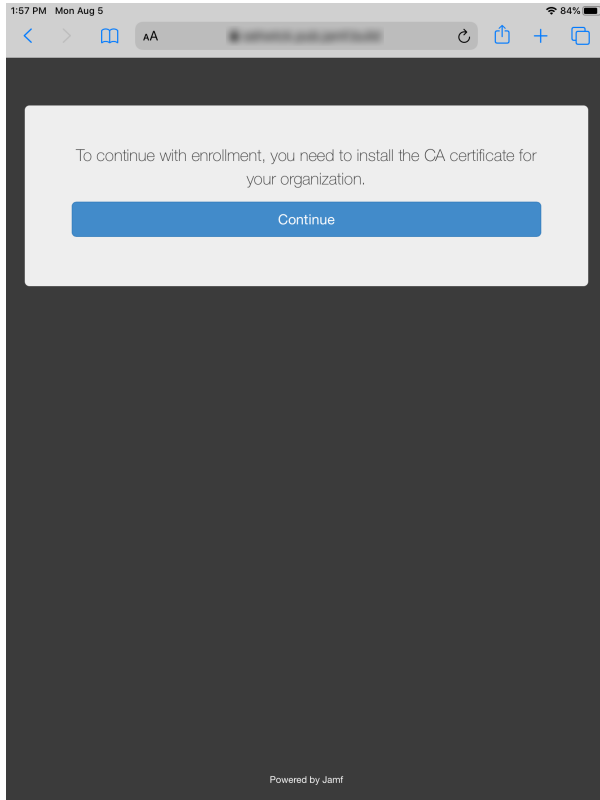 1:57 PM Mon Aug 5 84%
AA
To continue with enrollment, you need to install the CA certificate for
your organization.
Continue
Powered by Jamf